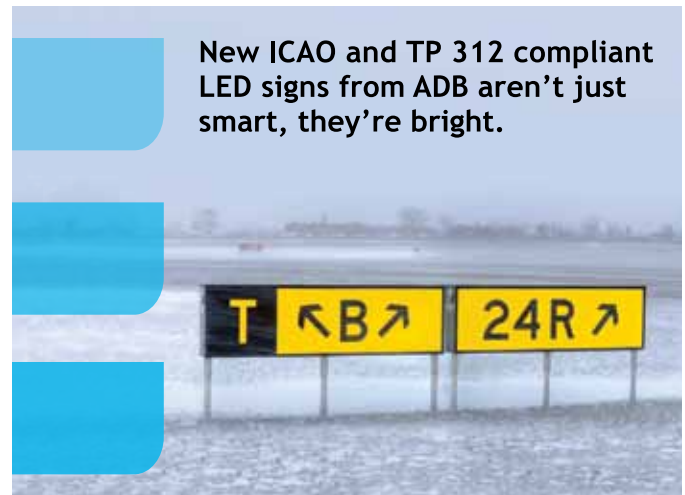 New ICAO and TP 312 compliant
LED signs from ADB aren’t just
smart, they’re bright.
T ↖B↗ 24R ↗